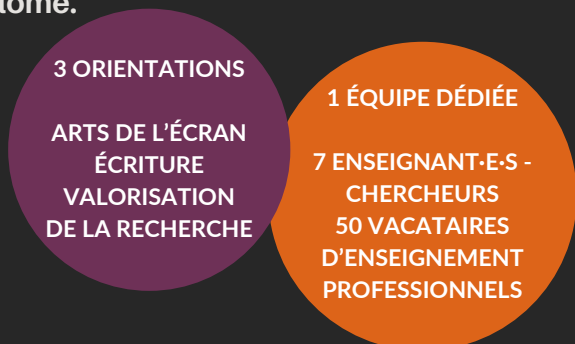 3 ORIENTATIONS
ARTS DE L'ÉCRAN
ÉCRITURE
VALORISATION
DE LA RECHERCHE
1 ÉQUIPE DÉDIÉE
7 ENSEIGNANT·E·S -
CHERCHEURS
50 VACATAIRES
D'ENSEIGNEMENT
PROFESSIONNELS